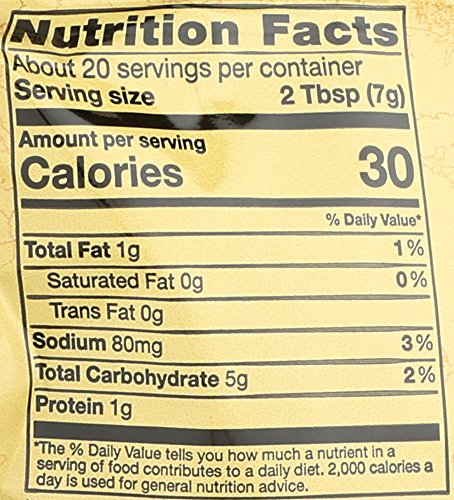 Nutrition Facts
About 20 servings per container
Serving size 2 Tbsp (7g)
Amount per serving
Calories 30
% Daily Value*
Total Fat 1g 1%
Saturated Fat 0g 0%
Trans Fat 0g
Sodium 80mg 3%
Total Carbohydrate 5g 2%
Protein 1g
*The % Daily Value tells you how much a nutrient in a
serving of food contributes to a daily diet. 2,000 calories a
day is used for general nutrition advice.